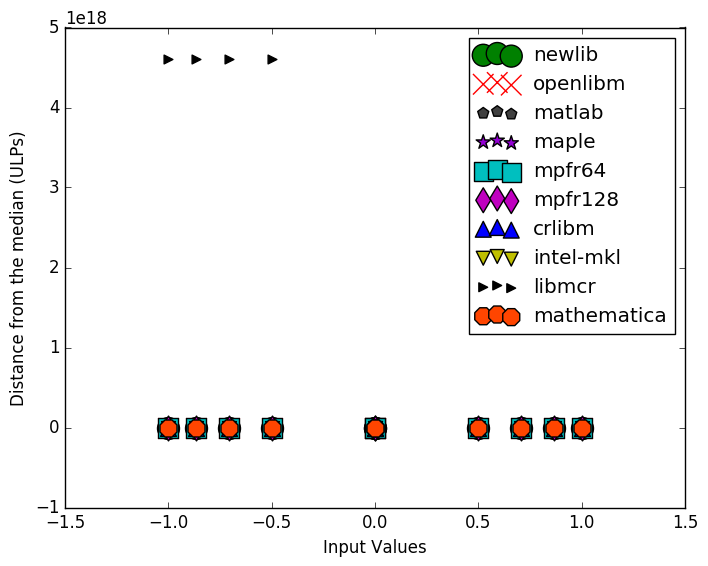 1e18
5
4
3
2
1
0
−1
Distance from the median (ULPs)
newlib
openlibm
matlab
maple
mpfr64
mpfr128
crlibm
intel-mkl
libmcr
mathematica
−1.5 −1.0 −0.5 0.0 0.5 1.0 1.5
Input Values